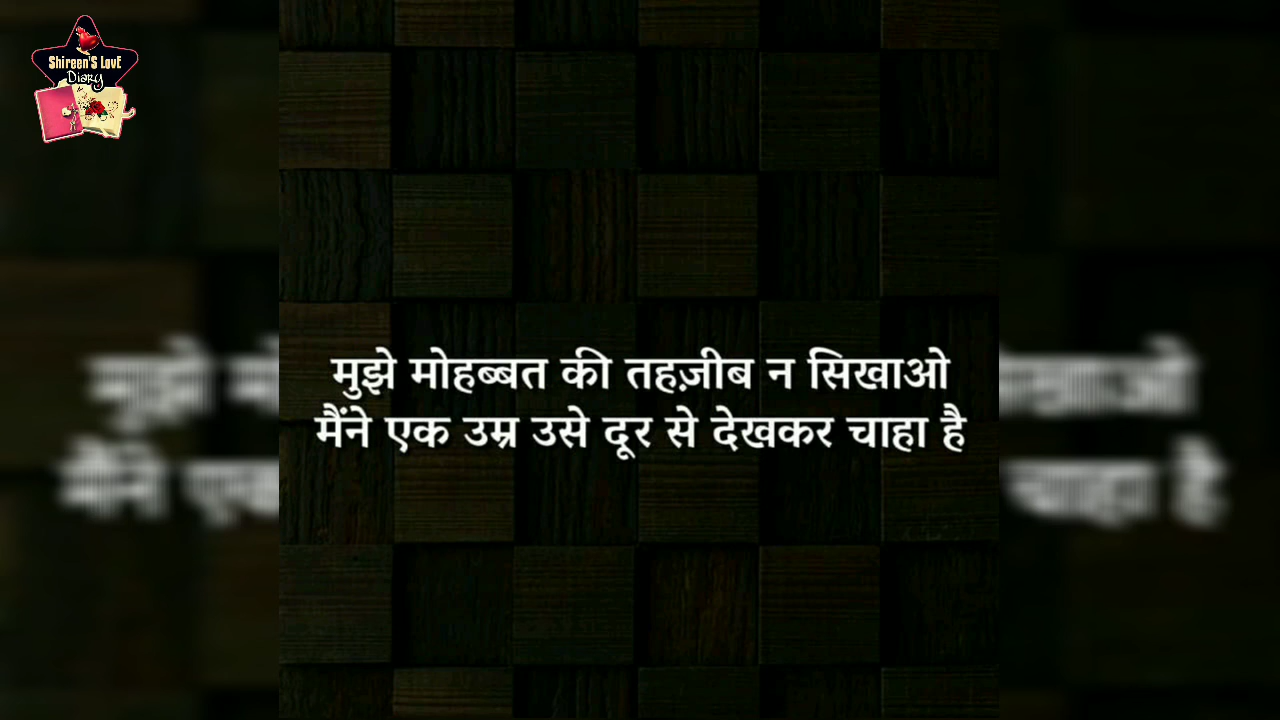 Shireen's Love
Diary
मुझे मोहब्बत की तहज़ीब न सिखाओ
मैंने एक उम्र उसे दूर से देखकर चाहा है